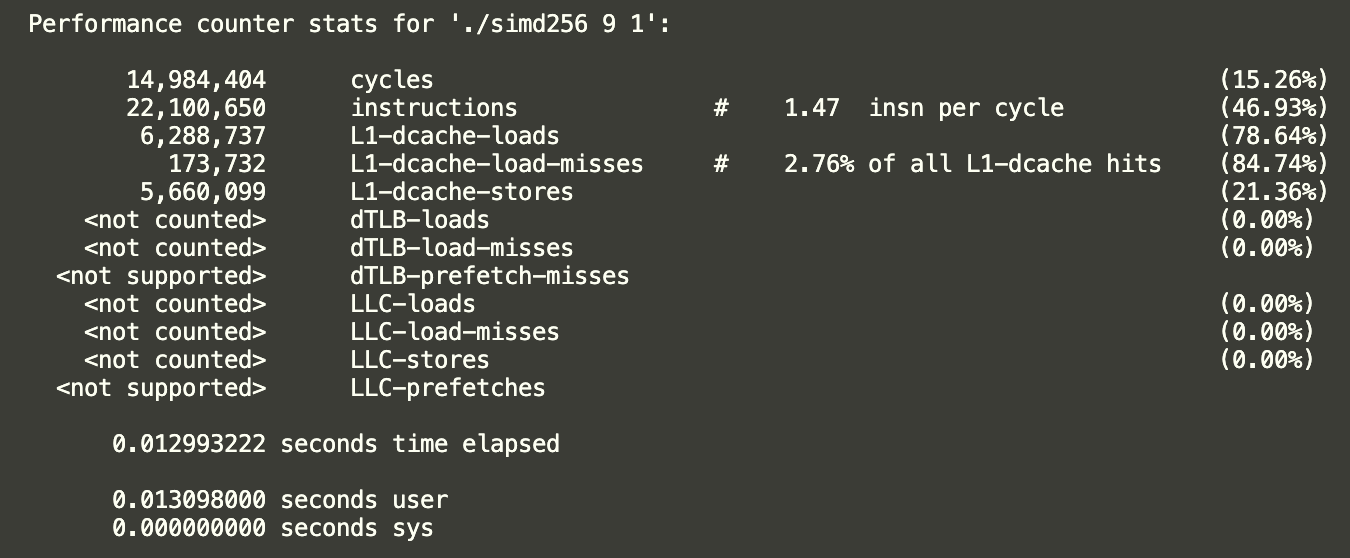 Performance counter stats for './simd256 9 1':
14,984,404 cycles (15.26%)
22,100,650 instructions # 1.47 insn per cycle (46.93%)
6,288,737 L1-dcache-loads (78.64%)
173,732 L1-dcache-load-misses # 2.76% of all L1-dcache hits (84.74%)
5,660,099 L1-dcache-stores (21.36%)
<not counted> dTLB-loads (0.00%)
<not counted> dTLB-load-misses (0.00%)
<not supported> dTLB-prefetch-misses
<not counted> LLC-loads (0.00%)
<not counted> LLC-load-misses (0.00%)
<not counted> LLC-stores (0.00%)
<not supported> LLC-prefetches
0.012993222 seconds time elapsed
0.013098000 seconds user
0.000000000 seconds sys